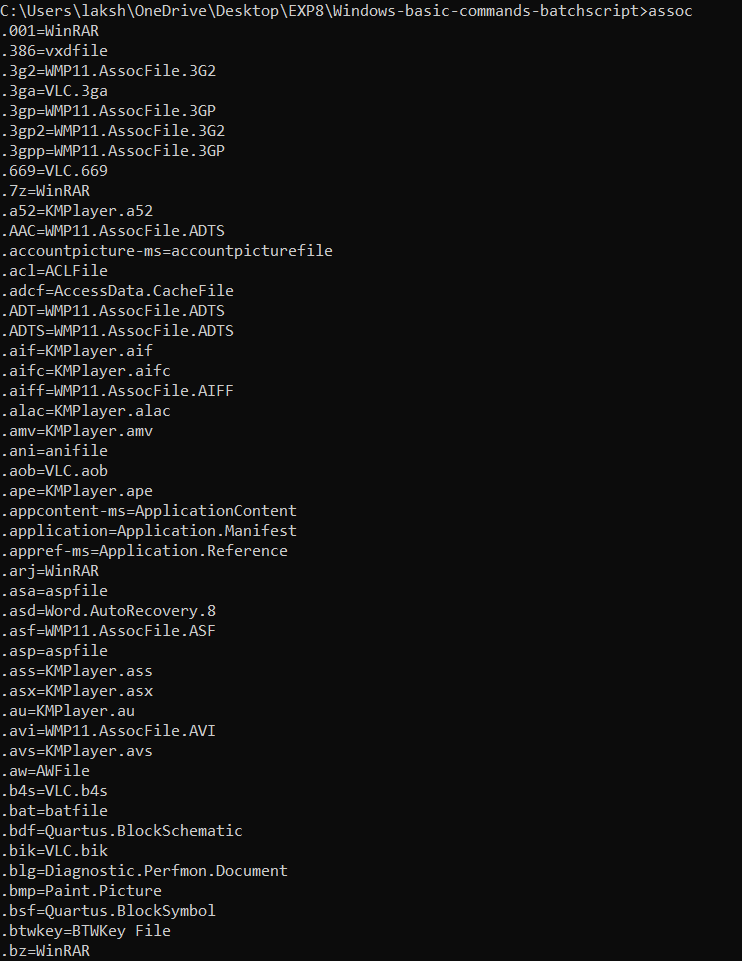 C:\Users\laksh\OneDrive\Desktop\EXP8\Windows-basic-commands-batchscript>assoc
.001=WinRAR
.386=vxdfile
.3g2=WMP11.AssocFile.3G2
.3ga=VLC.3ga
.3gp=WMP11.AssocFile.3GP
.3gp2=WMP11.AssocFile.3G2
.3gpp=WMP11.AssocFile.3GP
.669=VLC.669
.7z=WinRAR
.a52=KMPlayer.a52
.AAC=WMP11.AssocFile.ADTS
.accountpicture-ms=accountpicturefile
.acl=ACLFile
.adcf=AccessData.CacheFile
.ADT=WMP11.AssocFile.ADTS
.ADTS=WMP11.AssocFile.ADTS
.aif=KMPlayer.aif
.aifc=KMPlayer.aifc
.aiff=WMP11.AssocFile.AIFF
.alac=KMPlayer.alac
.amv=KMPlayer.amv
.ani=anifile
.aob=VLC.aob
.ape=KMPlayer.ape
.appcontent-ms=ApplicationContent
.application=Application.Manifest
.appref-ms=Application.Reference
.arj=WinRAR
.asa=aspfile
.asd=Word.AutoRecovery.8
.asf=WMP11.AssocFile.ASF
.asp=aspfile
.ass=KMPlayer.ass
.asx=KMPlayer.asx
.au=KMPlayer.au
.avi=WMP11.AssocFile.AVI
.avs=KMPlayer.avs
.aw=AWFile
.b4s=VLC.b4s
.bat=batfile
.bdf=Quartus.BlockSchematic
.bik=VLC.bik
.blg=Diagnostic.Perfmon.Document
.bmp=Paint.Picture
.bsf=Quartus.BlockSymbol
.btwkey=BTWKey File
.bz=WinRAR